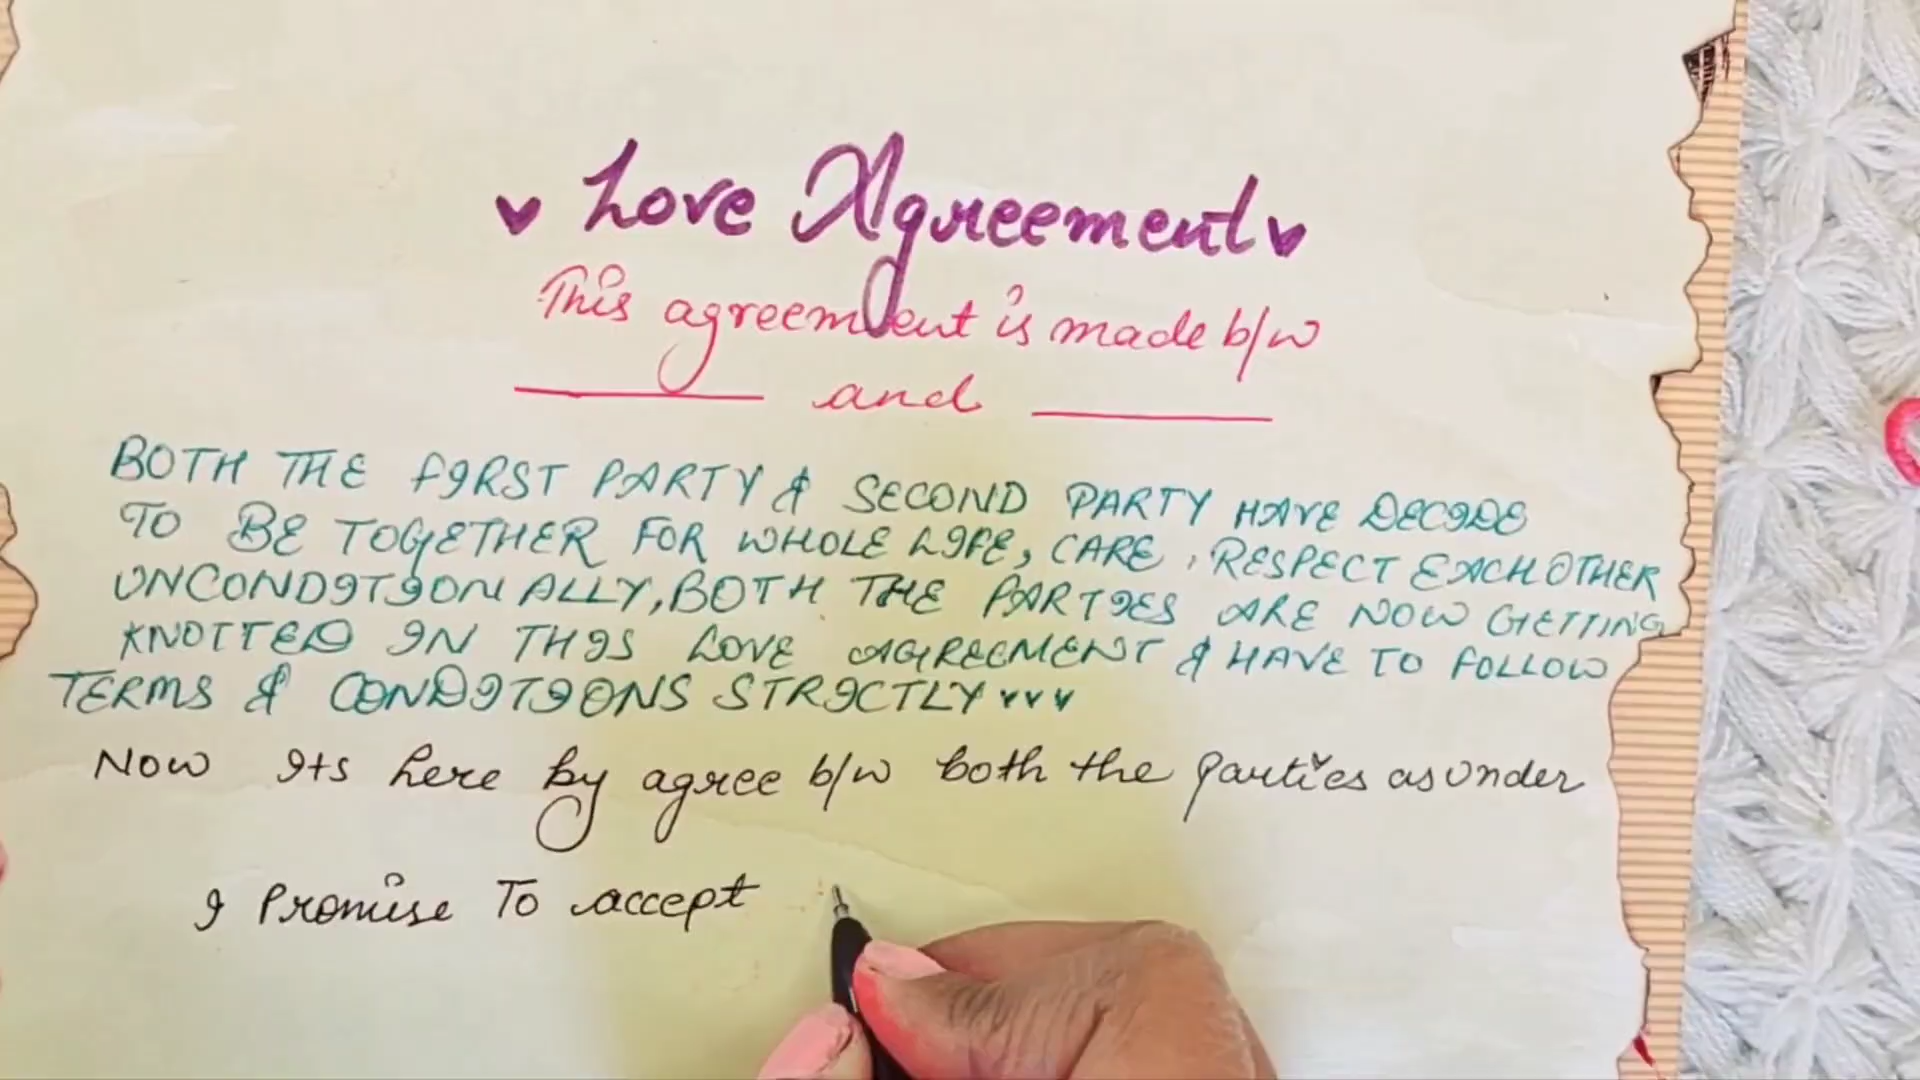 Love Agreement
This agreement is made b/w
and
BOTH THE FIRST PARTY & SECOND PARTY HAVE DECIDE
TO BE TOGETHER FOR WHOLE LIFE, CARE, RESPECT EACH OTHER
UNCONDITIONALLY, BOTH THE PARTIES ARE NOW GETTING
KNOTTED IN THIS LOVE AGREEMENT & HAVE TO FOLLOW
TERMS & CONDITIONS STRICTLY
Now Its here by agree b/w both the parties as under
I Promise To accept